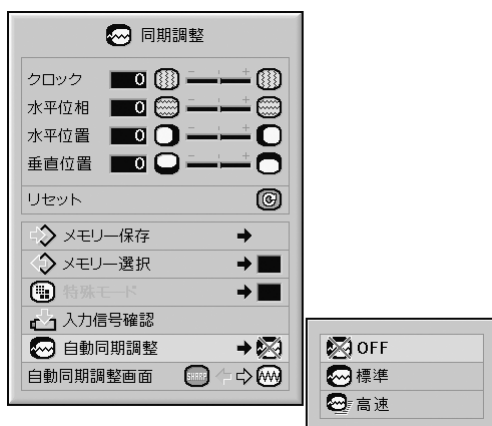 同期調整
クロック 0 - +
水平位相 0 - +
水平位置 0 - +
垂直位置 0 - +
リセット
メモリー保存
メモリー選択
特殊モード
入力信号確認
自動同期調整
自動同期調整画面 SHARP
OFF
標準
高速